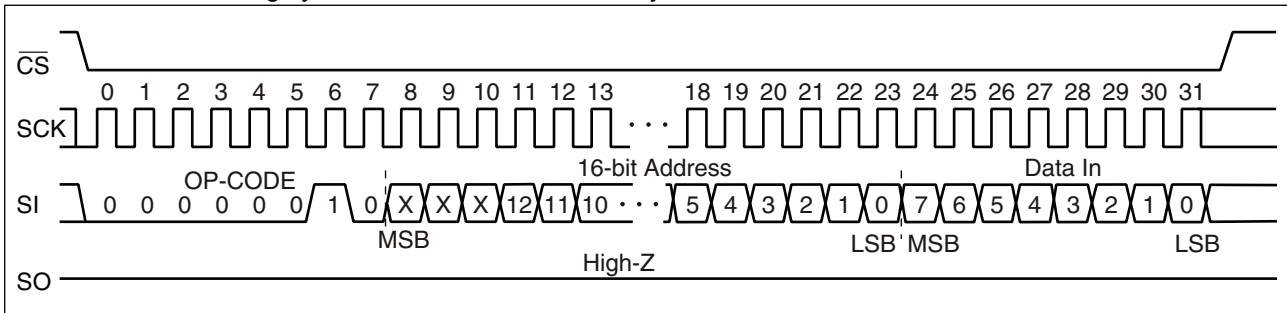 CS
0 1 2 3 4 5 6 7 8 9 10 11 12 13 18 19 20 21 22 23 24 25 26 27 28 29 30 31
SCK · · ·
OP-CODE 16-bit Address Data In
SI 0 0 0 0 0 0 1 0 X X X 12 11 10 · · · 5 4 3 2 1 0 7 6 5 4 3 2 1 0
MSB LSB MSB LSB
High-Z
SO